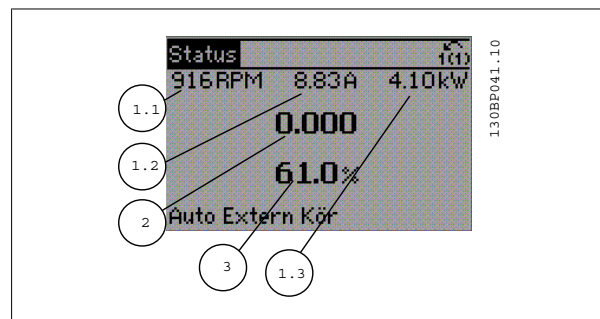 Status 1(1)
916RPM 8.83A 4.10kW
0.000
61.0%
Auto Extern Kör
1.1
1.2
2
3
1.3
130BP041.10